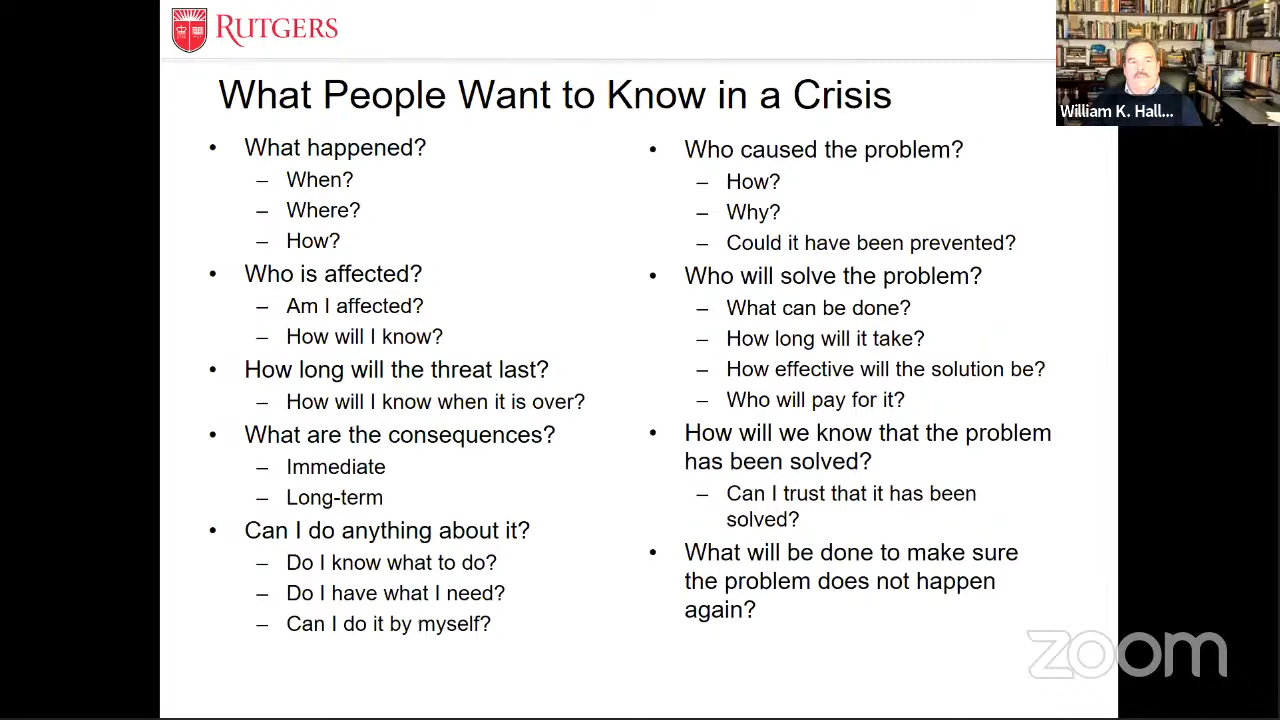 RUTGERS
William K. Hall...
What People Want to Know in a Crisis
• What happened?
– When?
– Where?
– How?
• Who is affected?
– Am I affected?
– How will I know?
• How long will the threat last?
– How will I know when it is over?
• What are the consequences?
– Immediate
– Long-term
• Can I do anything about it?
– Do I know what to do?
– Do I have what I need?
– Can I do it by myself?
• Who caused the problem?
– How?
– Why?
– Could it have been prevented?
• Who will solve the problem?
– What can be done?
– How long will it take?
– How effective will the solution be?
– Who will pay for it?
• How will we know that the problem
has been solved?
– Can I trust that it has been
solved?
• What will be done to make sure
the problem does not happen
again?
zoom